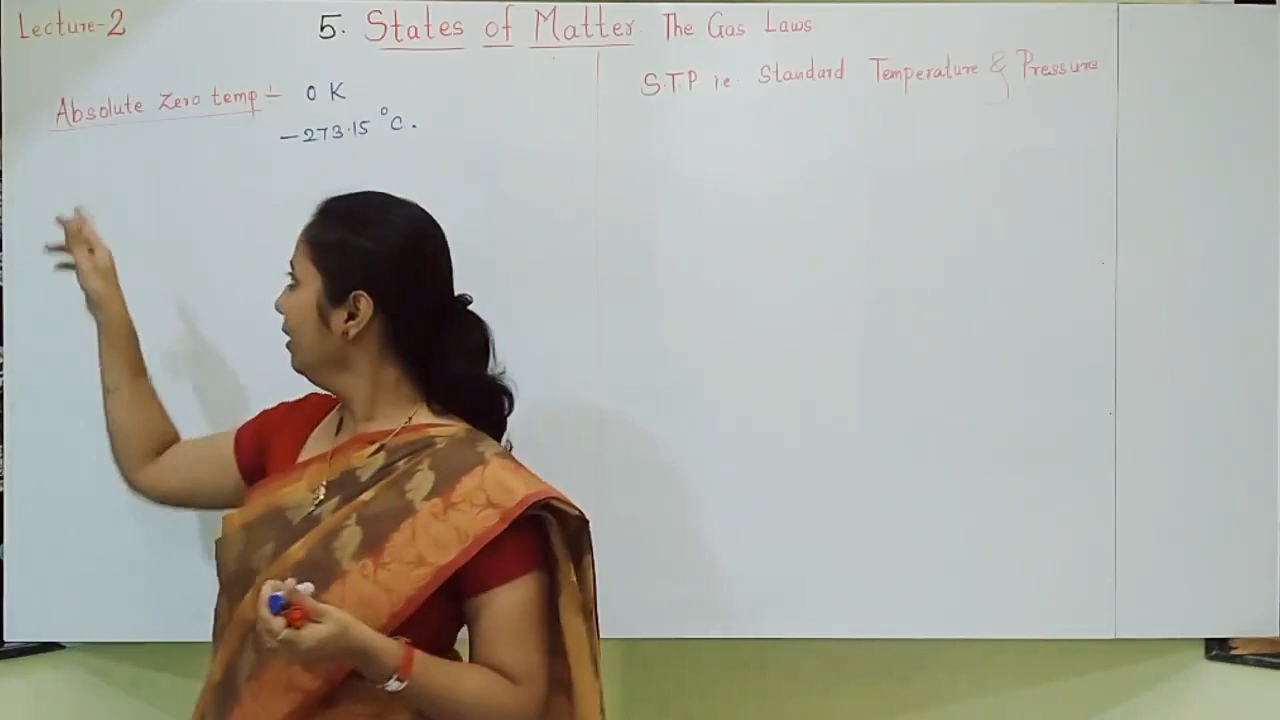 Lecture-2
5. States of Matter The Gas Laws
Absolute Zero temp :- 0 K
-273.15 °C.
S.T.P ie. Standard Temperature & Pressure